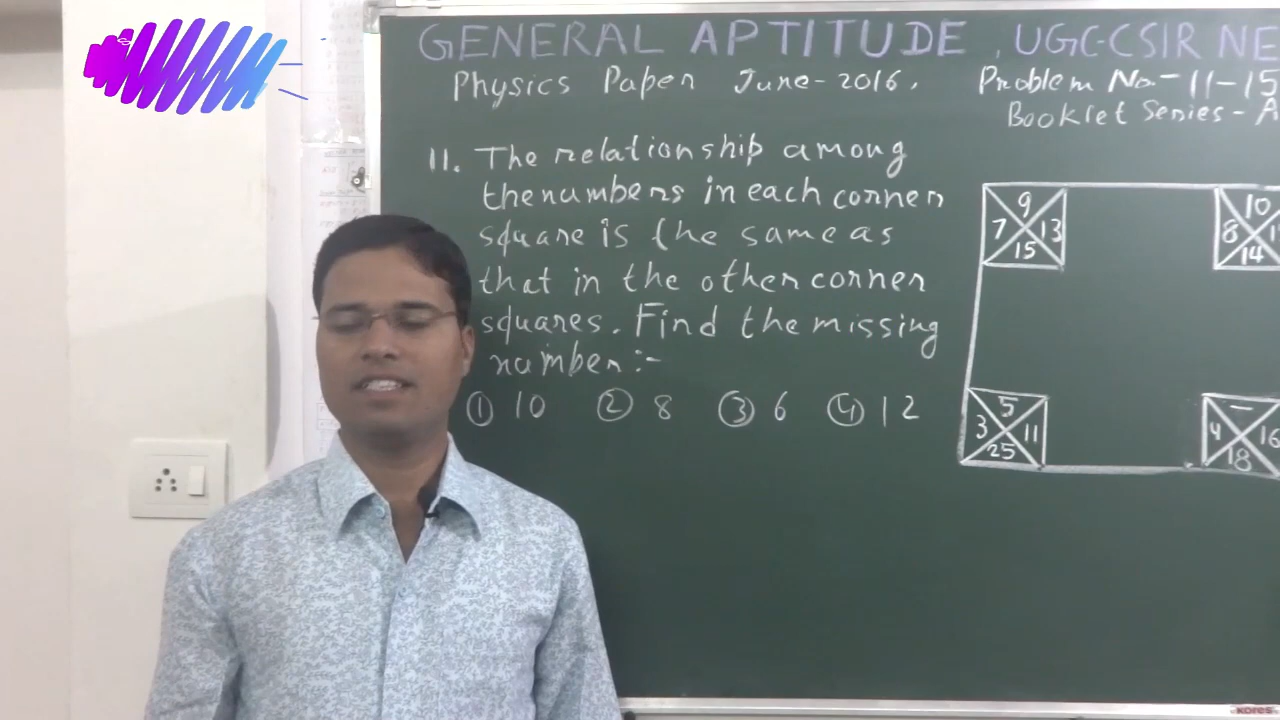 GENERAL APTITUDE, UGC-CSIR NE
Physics Paper June-2016.
Problem No-11-15
Booklet Series-A
11. The relationship among
the numbers in each corner
square is the same as
that in the other corner
squares. Find the missing
number:-
① 10 ② 8 ③ 6 ④ 12
9
7 13
15
10
8 1
14
5
3 11
25
–
4 16
18
KORES